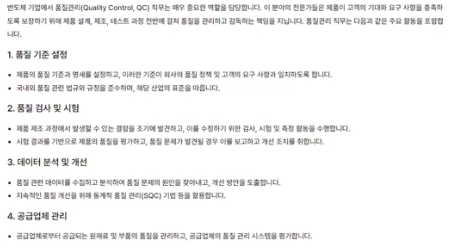 반도체 기업에서 품질관리(Quality Control, QC) 직무는 매우 중요한 역할을 담당합니다. 이 분야의 전문가들은 제품이 고객의 기대와 요구 사항을 충족하
도록 보장하기 위해 제품 설계, 제조, 테스트 과정 전반에 걸쳐 품질을 관리하고 감독하는 책임을 지닙니다. 품질관리 직무는 다음과 같은 주요 활동을 포함합
니다.
1. 품질 기준 설정
• 제품의 품질 기준과 명세를 설정하고, 이러한 기준이 회사의 품질 정책 및 고객의 요구 사항과 일치하도록 합니다.
• 국내외 품질 관련 법규와 규정을 준수하며, 해당 산업의 표준을 따릅니다.
2. 품질 검사 및 시험
• 제품 제조 과정에서 발생할 수 있는 결함을 조기에 발견하고, 이를 수정하기 위한 검사, 시험 및 측정 활동을 수행합니다.
• 시험 결과를 기반으로 제품의 품질을 평가하고, 품질 문제가 발견될 경우 이를 보고하고 개선 조치를 취합니다.
3. 데이터 분석 및 개선
• 품질 관련 데이터를 수집하고 분석하여 품질 문제의 원인을 찾아내고, 개선 방안을 도출합니다.
• 지속적인 품질 개선을 위해 통계적 품질 관리(SQC) 기법 등을 활용합니다.
4. 공급업체 관리
• 공급업체로부터 공급되는 원재료 및 부품의 품질을 관리하고, 공급업체의 품질 관리 시스템을 평가합니다.